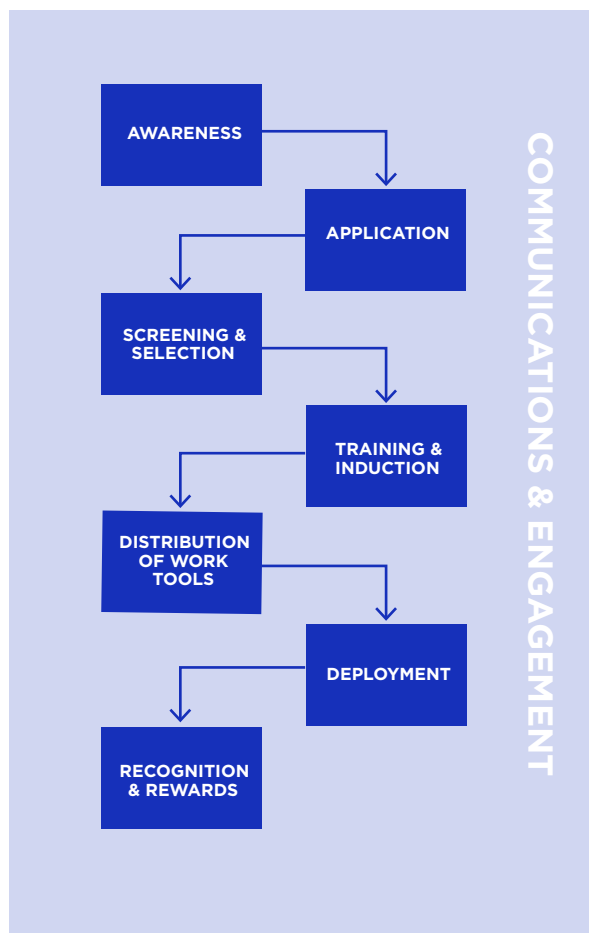 AWARENESS
APPLICATION
SCREENING &
SELECTION
TRAINING &
INDUCTION
DISTRIBUTION
OF WORK
TOOLS
DEPLOYMENT
RECOGNITION
& REWARDS
COMMUNICATIONS & ENGAGEMENT